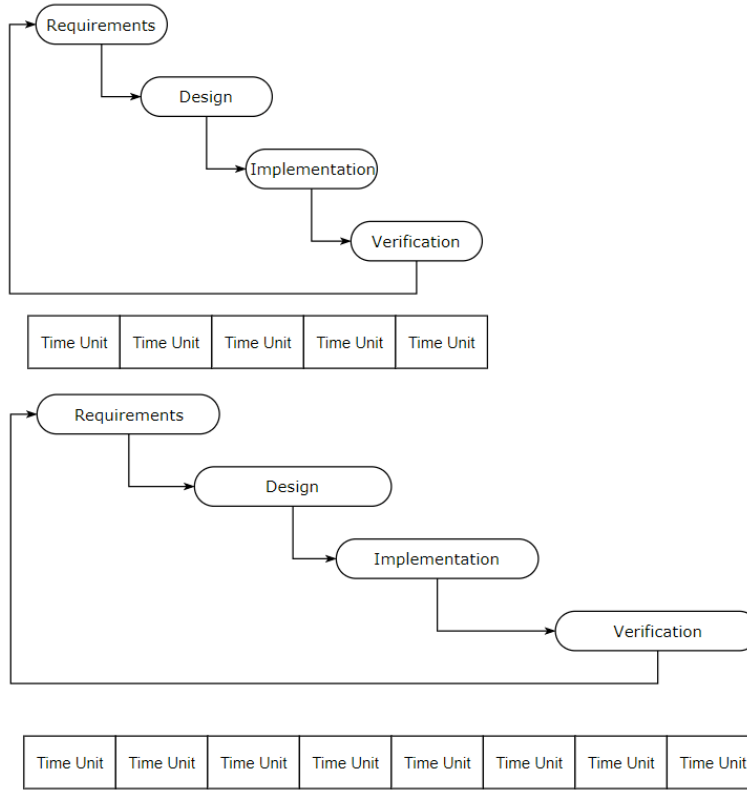 Requirements
Design
Implementation
Verification
Time Unit Time Unit Time Unit Time Unit Time Unit
Requirements
Design
Implementation
Verification
Time Unit Time Unit Time Unit Time Unit Time Unit Time Unit Time Unit Time Unit